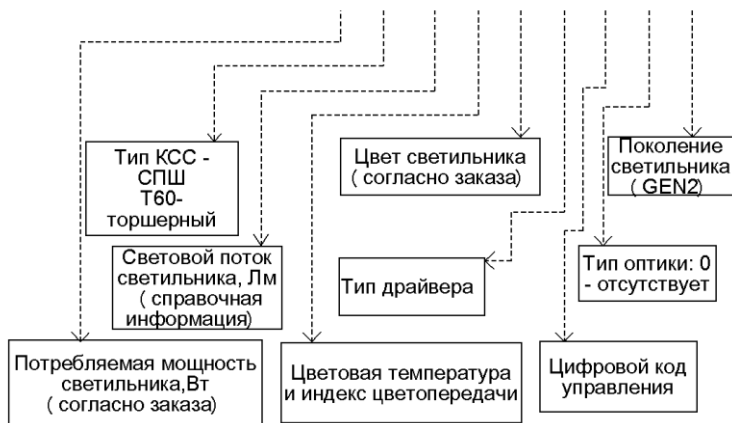 Тип КСС -
СПШ
Т60-
торшерный
Цвет светильника
( согласно заказа)
Поколение
светильника
( GEN2)
Световой поток
светильника, Лм
( справочная
информация)
Тип драйвера
Тип оптики: 0
- отсутствует
Потребляемая мощность
светильника,Вт
( согласно заказа)
Цветовая температура
и индекс цветопередачи
Цифровой код
управления